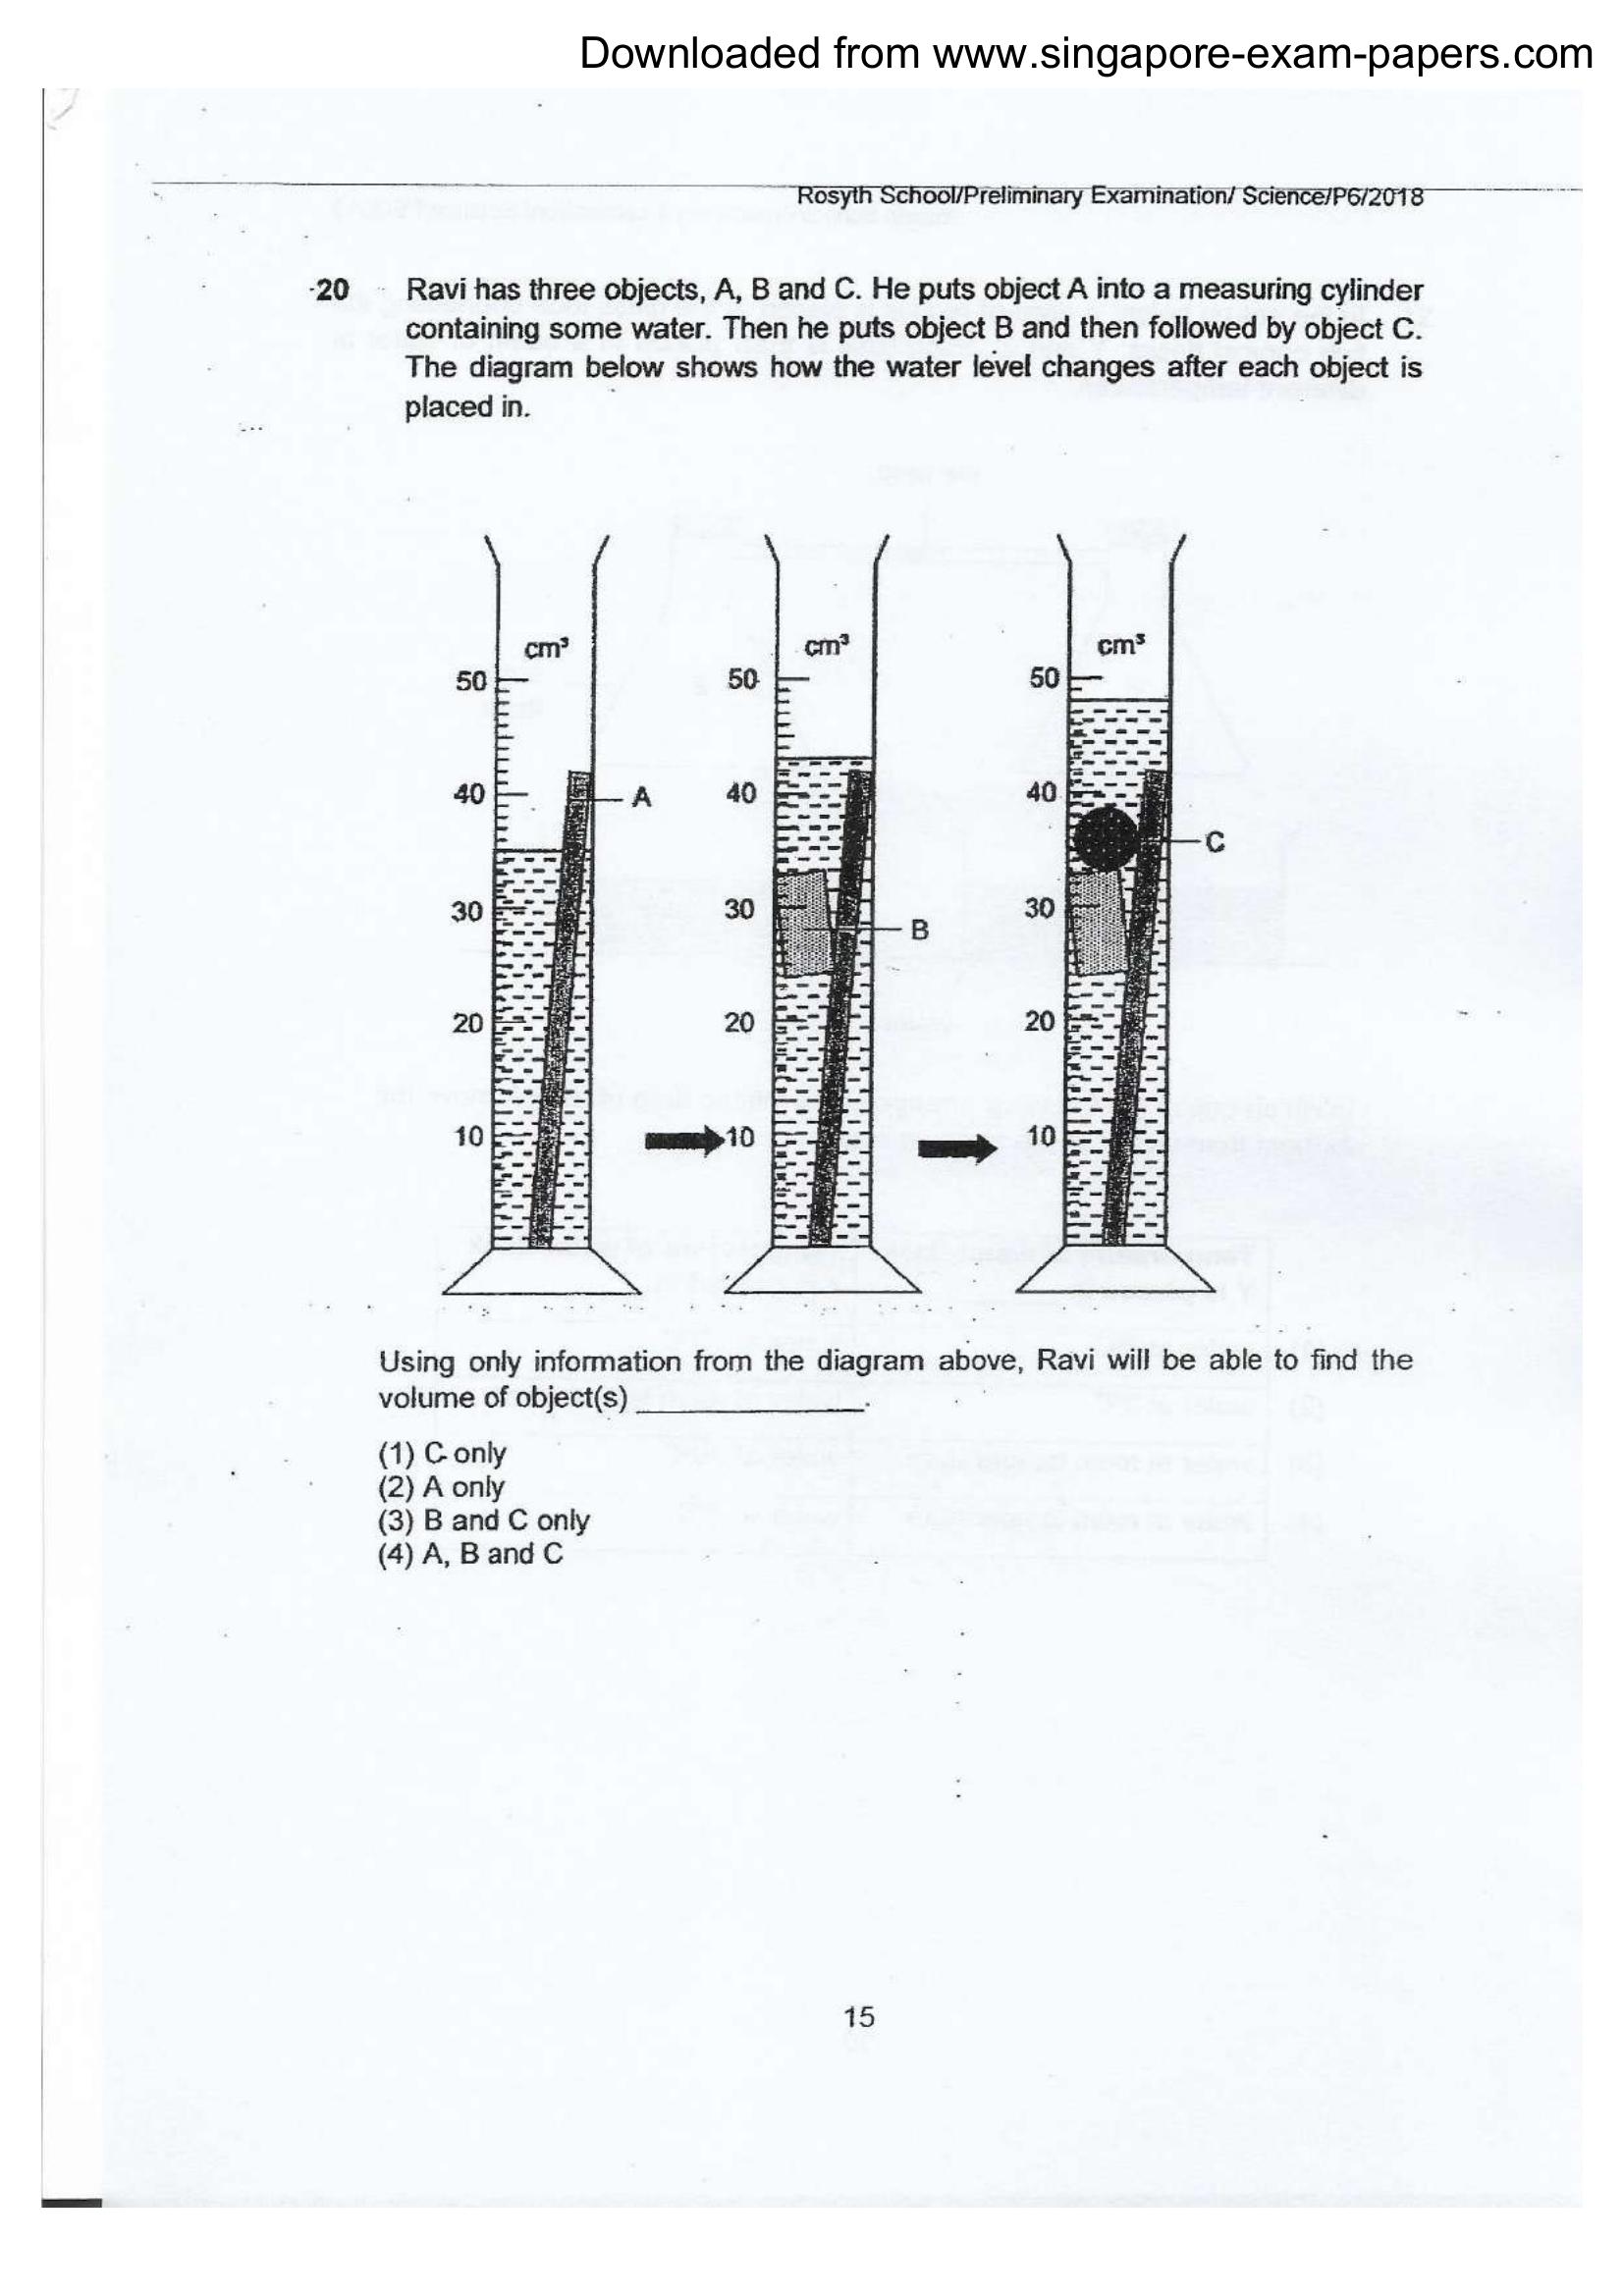 Downloaded from www.singapore-exam-papers.com
Rosyth School/Preliminary Examination/ Science/P6/2018
20 Ravi has three objects, A, B and C. He puts object A into a measuring cylinder
containing some water. Then he puts object B and then followed by object C.
The diagram below shows how the water level changes after each object is
placed in.
cm³ cm³ cm³
50 50 50
40 A 40 40
C
30 30 B 30
20 20 20
10 10 10
Using only information from the diagram above, Ravi will be able to find the
volume of object(s) ____________.
(1) C only
(2) A only
(3) B and C only
(4) A, B and C
15